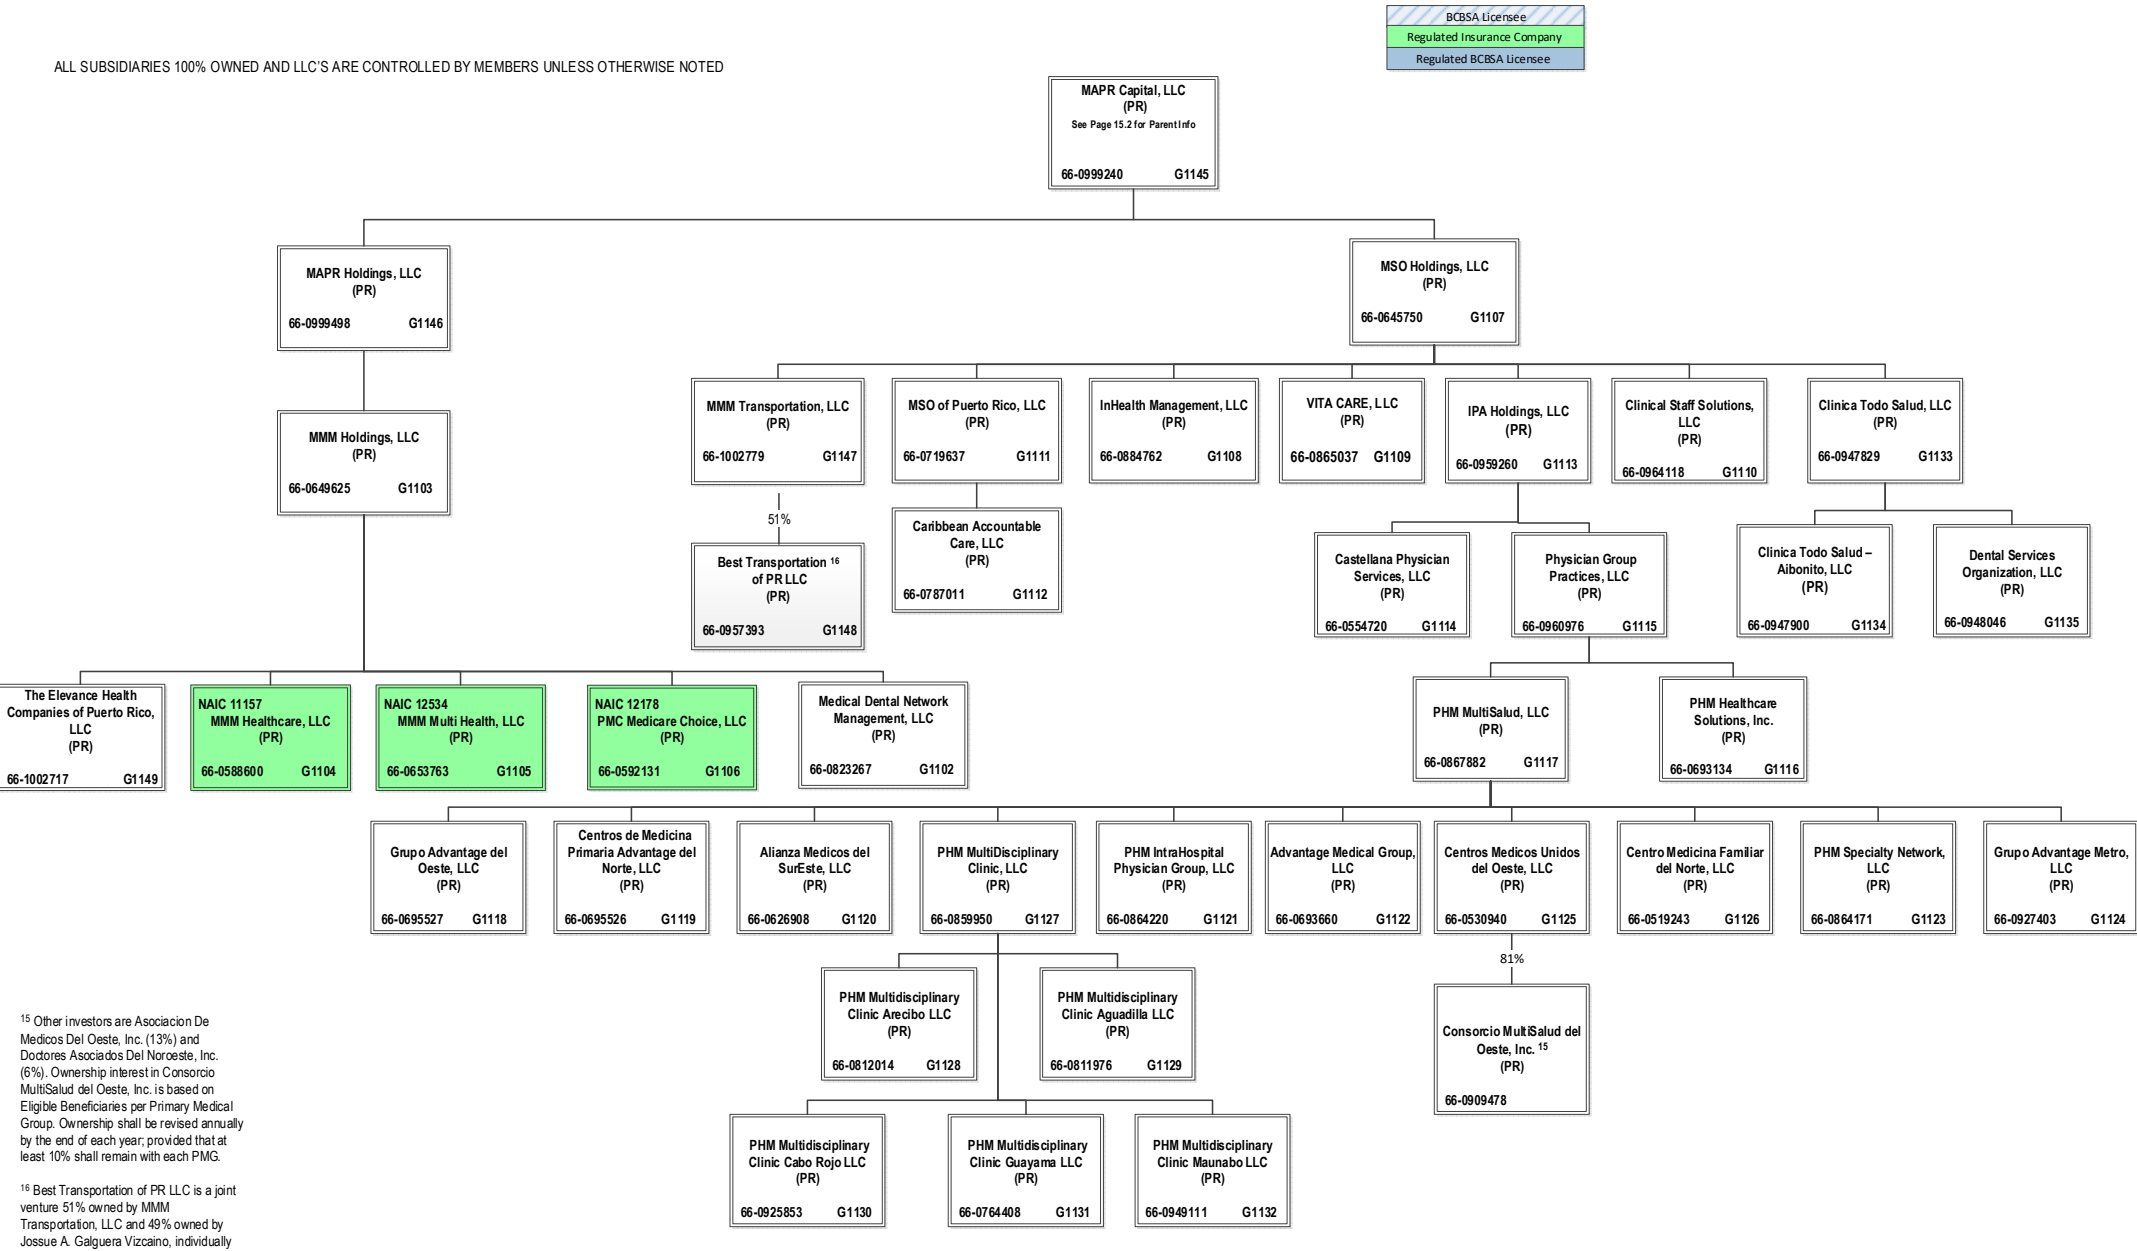 BCBSA Licensee
Regulated Insurance Company
Regulated BCBSA Licensee
ALL SUBSIDIARIES 100% OWNED AND LLC'S ARE CONTROLLED BY MEMBERS UNLESS OTHERWISE NOTED
MAPR Capital, LLC
(PR)
See Page 15.2 for Parent Info
66-0999240 G1145
MAPR Holdings, LLC
(PR)
66-0999498 G1146
MSO Holdings, LLC
(PR)
66-0645750 G1107
MMM Holdings, LLC
(PR)
66-0649625 G1103
MMM Transportation, LLC
(PR)
66-1002779 G1147
MSO of Puerto Rico, LLC
(PR)
66-0719637 G1111
InHealth Management, LLC
(PR)
66-0884762 G1108
VITA CARE, LLC
(PR)
66-0865037 G1109
IPA Holdings, LLC
(PR)
66-0959260 G1113
Clinical Staff Solutions,
LLC
(PR)
66-0964118 G1110
Clinica Todo Salud, LLC
(PR)
66-0947829 G1133
51%
Best Transportation 16
of PR LLC
(PR)
66-0957393 G1148
Caribbean Accountable
Care, LLC
(PR)
66-0787011 G1112
Castellana Physician
Services, LLC
(PR)
66-0554720 G1114
Physician Group
Practices, LLC
(PR)
66-0960976 G1115
Clinica Todo Salud –
Aibonito, LLC
(PR)
66-0947900 G1134
Dental Services
Organization, LLC
(PR)
66-0948046 G1135
The Elevance Health
Companies of Puerto Rico,
LLC
(PR)
66-1002717 G1149
NAIC 11157
MMM Healthcare, LLC
(PR)
66-0588600 G1104
NAIC 12534
MMM Multi Health, LLC
(PR)
66-0653763 G1105
NAIC 12178
PMC Medicare Choice, LLC
(PR)
66-0592131 G1106
Medical Dental Network
Management, LLC
(PR)
66-0823267 G1102
PHM MultiSalud, LLC
(PR)
66-0867882 G1117
PHM Healthcare
Solutions, Inc.
(PR)
66-0693134 G1116
Grupo Advantage del
Oeste, LLC
(PR)
66-0695527 G1118
Centros de Medicina
Primaria Advantage del
Norte, LLC
(PR)
66-0695526 G1119
Alianza Medicos del
SurEste, LLC
(PR)
66-0626908 G1120
PHM MultiDisciplinary
Clinic, LLC
(PR)
66-0859950 G1127
PHM IntraHospital
Physician Group, LLC
(PR)
66-0864220 G1121
Advantage Medical Group,
LLC
(PR)
66-0693660 G1122
Centros Medicos Unidos
del Oeste, LLC
(PR)
66-0530940 G1125
Centro Medicina Familiar
del Norte, LLC
(PR)
66-0519243 G1126
PHM Specialty Network,
LLC
(PR)
66-0864171 G1123
Grupo Advantage Metro,
LLC
(PR)
66-0927403 G1124
PHM Multidisciplinary
Clinic Arecibo LLC
(PR)
66-0812014 G1128
PHM Multidisciplinary
Clinic Aguadilla LLC
(PR)
66-0811976 G1129
81%
Consorcio MultiSalud del
Oeste, Inc. 15
(PR)
66-0909478
PHM Multidisciplinary
Clinic Cabo Rojo LLC
(PR)
66-0925853 G1130
PHM Multidisciplinary
Clinic Guayama LLC
(PR)
66-0764408 G1131
PHM Multidisciplinary
Clinic Maunabo LLC
(PR)
66-0949111 G1132
15 Other investors are Asociacion De
Medicos Del Oeste, Inc. (13%) and
Doctores Asociados Del Noroeste, Inc.
(6%). Ownership interest in Consorcio
MultiSalud del Oeste, Inc. is based on
Eligible Beneficiaries per Primary Medical
Group. Ownership shall be revised annually
by the end of each year; provided that at
least 10% shall remain with each PMG.
16 Best Transportation of PR LLC is a joint
venture 51% owned by MMM
Transportation, LLC and 49% owned by
Jossue A. Galguera Vizcaino, individually